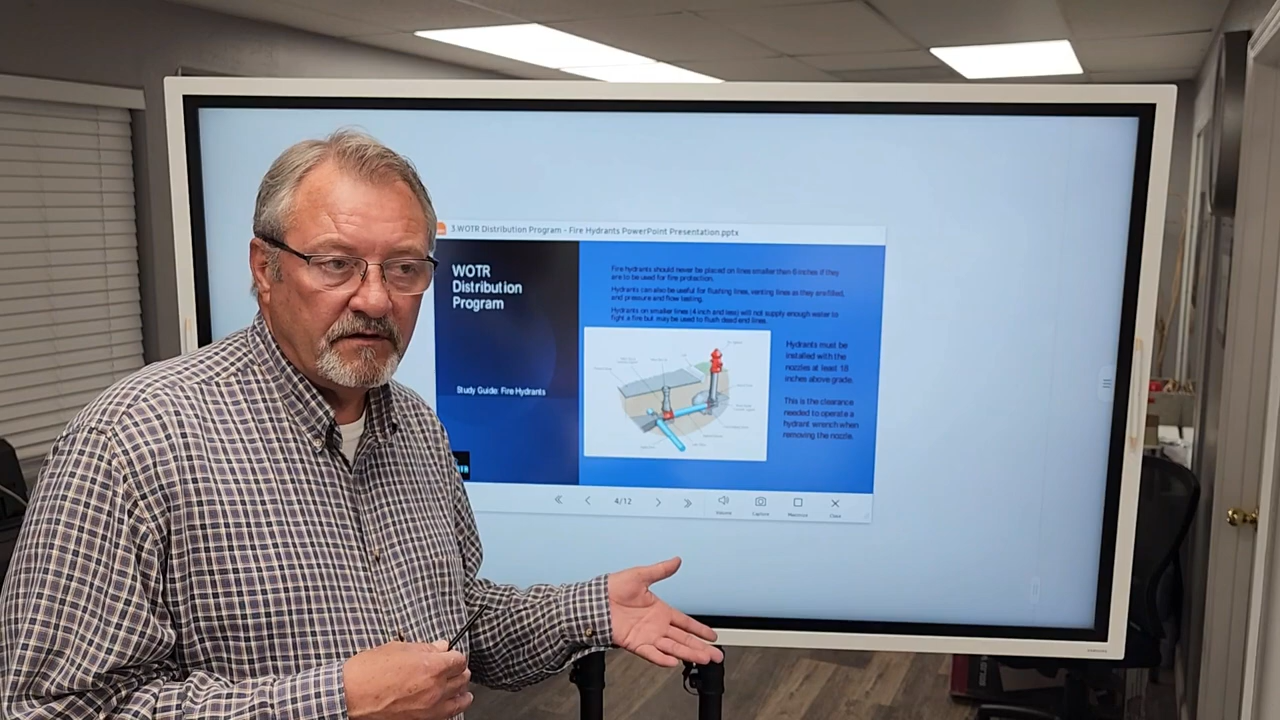 3.WOTR Distribution Program - Fire Hydrants PowerPoint Presentation.pptx
WOTR
Distribution
Program
Study Guide: Fire Hydrants
Fire hydrants should never be placed on lines smaller than 6 inches if they
are to be used for fire protection.
Hydrants can also be useful for flushing lines, venting lines as they are filled,
and pressure and flow testing.
Hydrants on smaller lines (4 inch and less) will not supply enough water to
fight a fire but may be used to flush dead end lines.
Hydrants must be
installed with the
nozzles at least 18
inches above grade.
This is the clearance
needed to operate a
hydrant wrench when
removing the nozzle.
4/12
Volume
Capture
Maximize
Close
SAMSUNG